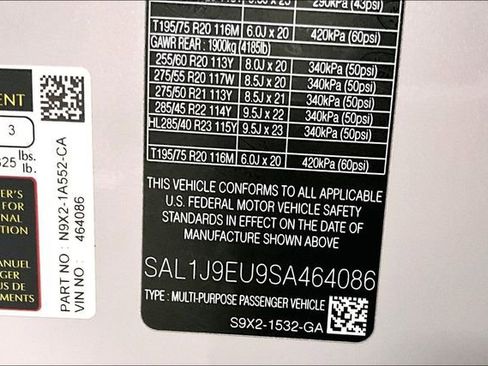 290kPa (43psi)
T195/75 R20 116M 6.0J x 20 420kPa (60psi)
GAWR REAR : 1900kg (4185lb)
255/60 R20 113Y 8.0J x 20 340kPa (50psi)
275/55 R20 117W 8.5J x 20 340kPa (50psi)
275/50 R21 113Y 8.5J x 21 340kPa (50psi)
285/45 R22 114Y 9.5J x 22 340kPa (50psi)
HL285/40 R23 115Y 9.5J x 23 340kPa (50psi)
T195/75 R20 116M 6.0J x 20 420kPa (60psi)
THIS VEHICLE CONFORMS TO ALL APPLICABLE
U.S. FEDERAL MOTOR VEHICLE SAFETY
STANDARDS IN EFFECT ON THE DATE OF
MANUFACTURE SHOWN ABOVE
SAL1J9EU9SA464086
TYPE : MULTI-PURPOSE PASSENGER VEHICLE
S9X2-1532-GA
ENT
3
lbs.
lb.
PART NO: N9X2-1A552-CA
VIN NO : 464086